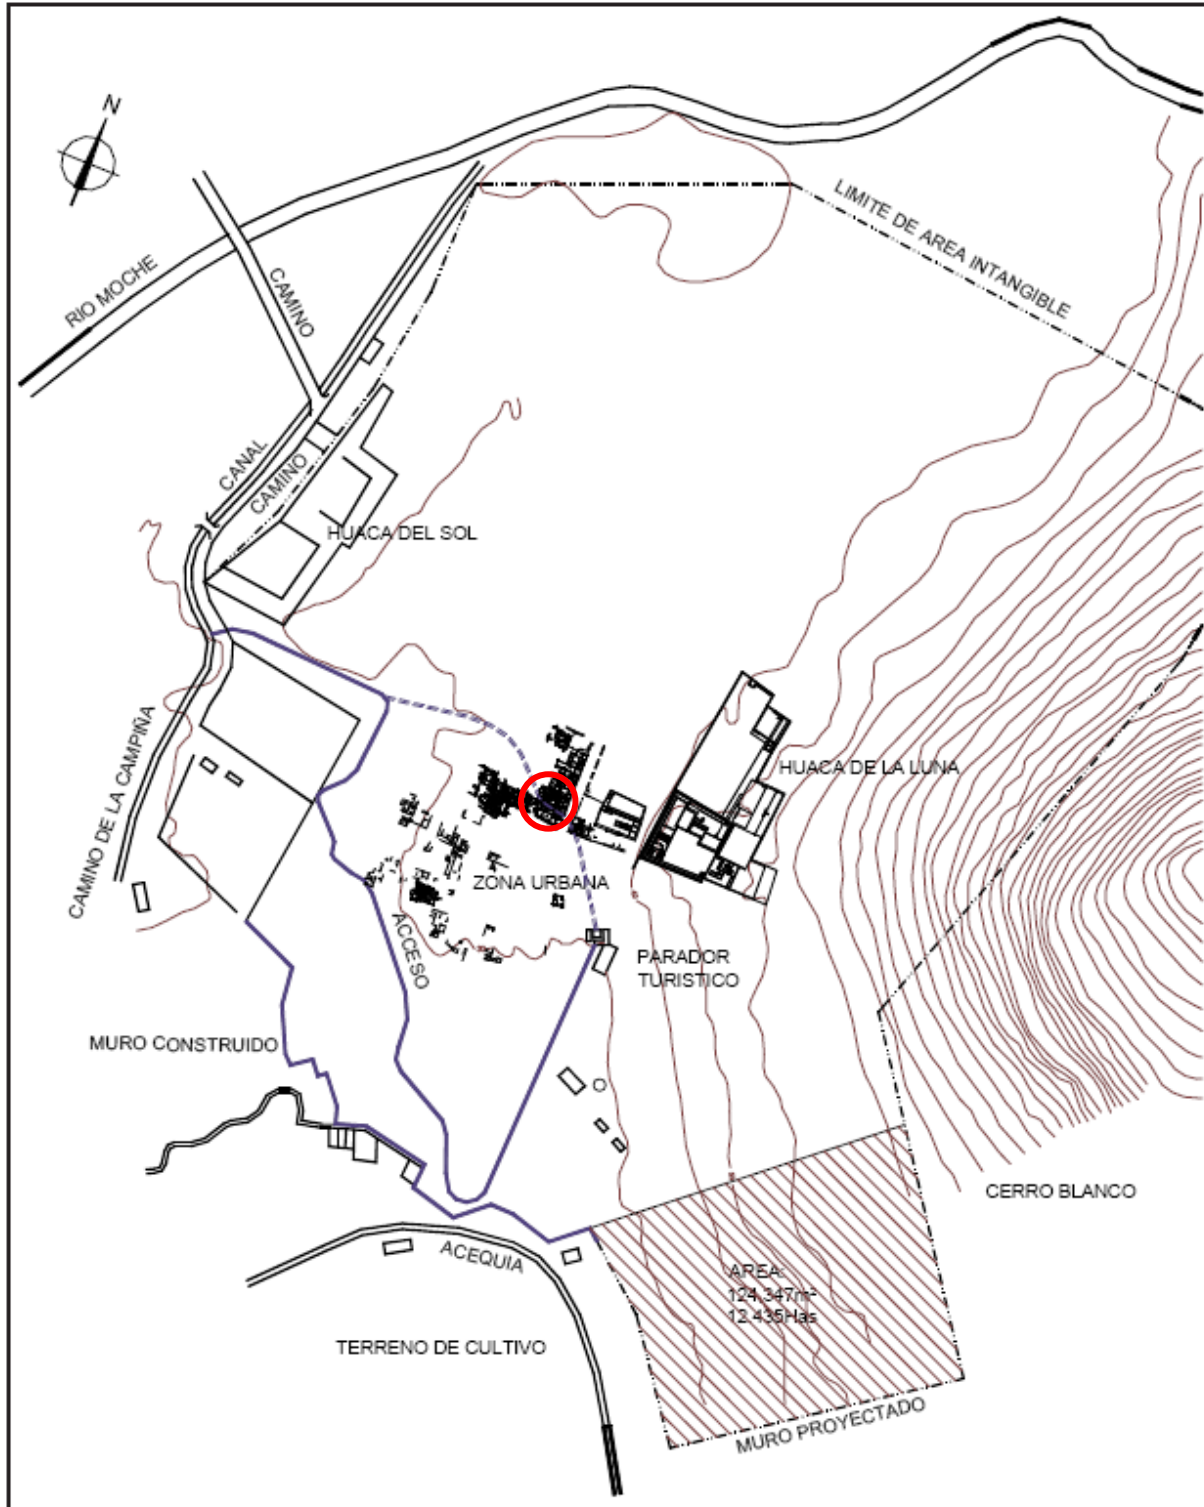 N
RIO MOCHE
CAMINO
LIMITE DE AREA INTANGIBLE
CANAL
CAMINO
HUACA DEL SOL
CAMINO DE LA CAMPIÑA
HUACA DE LA LUNA
ZONA URBANA
ACCESO
PARADOR
TURISTICO
MURO CONSTRUIDO
CERRO BLANCO
ACEQUIA
AREA:
124,347m²
12.435Has
TERRENO DE CULTIVO
MURO PROYECTADO